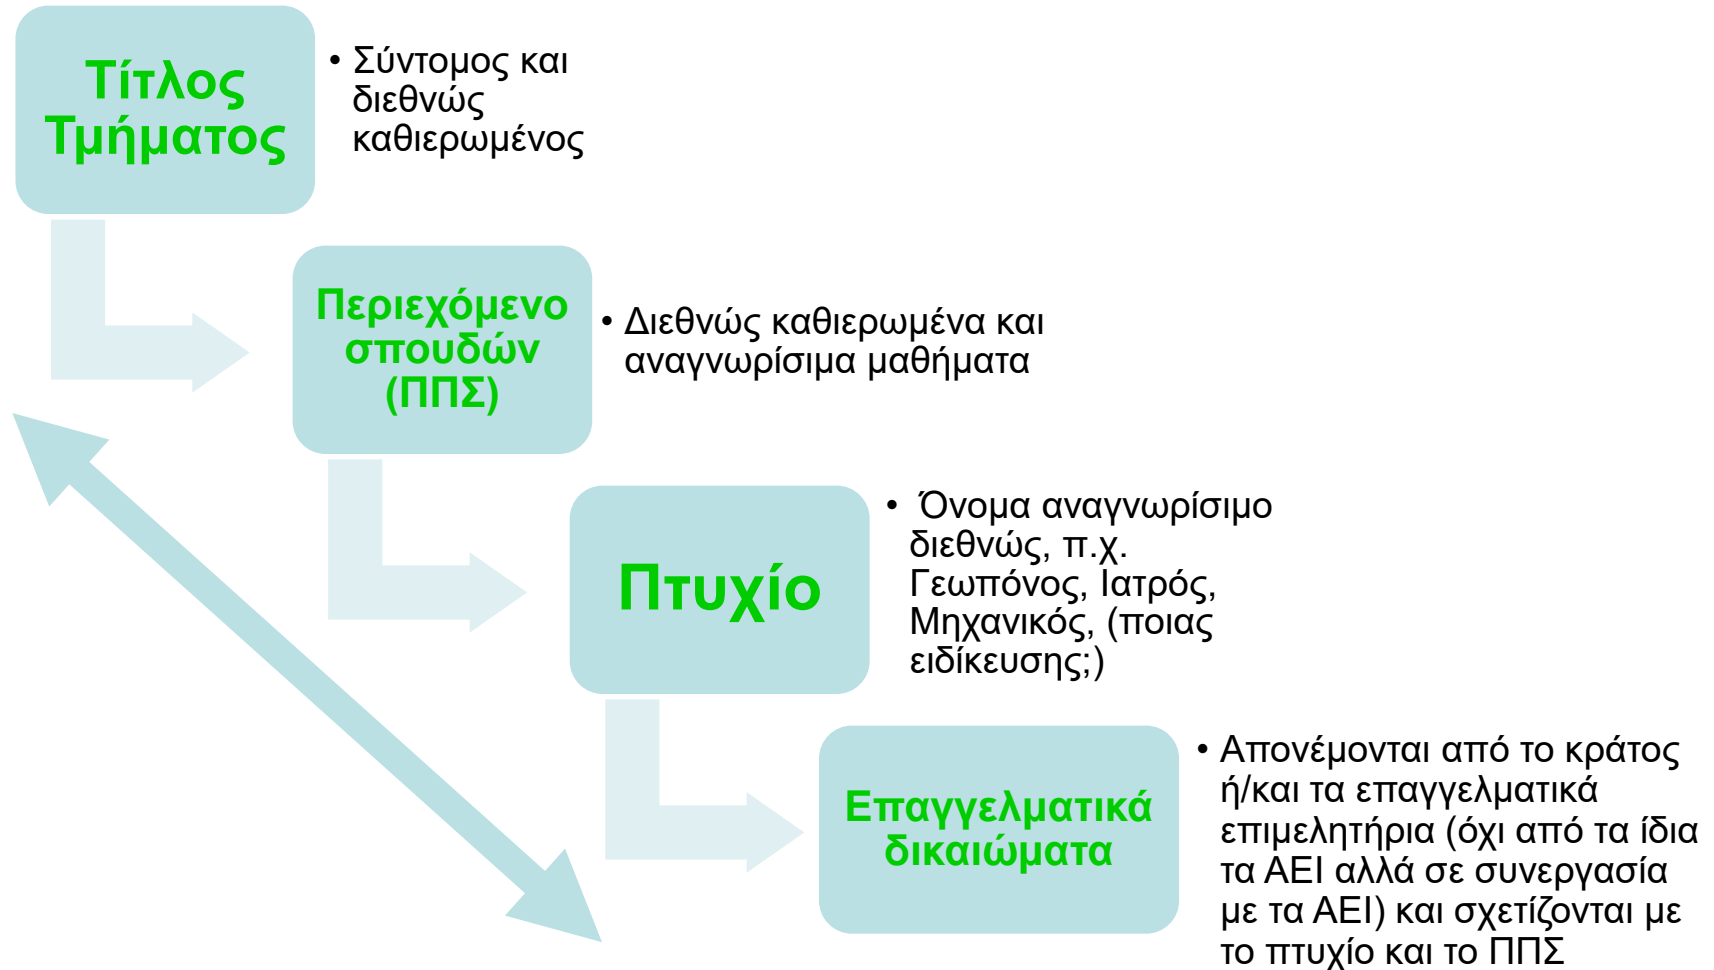 Τίτλος
Τμήματος
• Σύντομος και
διεθνώς
καθιερωμένος
Περιεχόμενο
σπουδών
(ΠΠΣ)
• Διεθνώς καθιερωμένα και
αναγνωρίσιμα μαθήματα
Πτυχίο
• Όνομα αναγνωρίσιμο
διεθνώς, π.χ.
Γεωπόνος, Ιατρός,
Μηχανικός, (ποιας
ειδίκευσης;)
Επαγγελματικά
δικαιώματα
• Απονέμονται από το κράτος
ή/και τα επαγγελματικά
επιμελητήρια (όχι από τα ίδια
τα ΑΕΙ αλλά σε συνεργασία
με τα ΑΕΙ) και σχετίζονται με
το πτυχίο και το ΠΠΣ